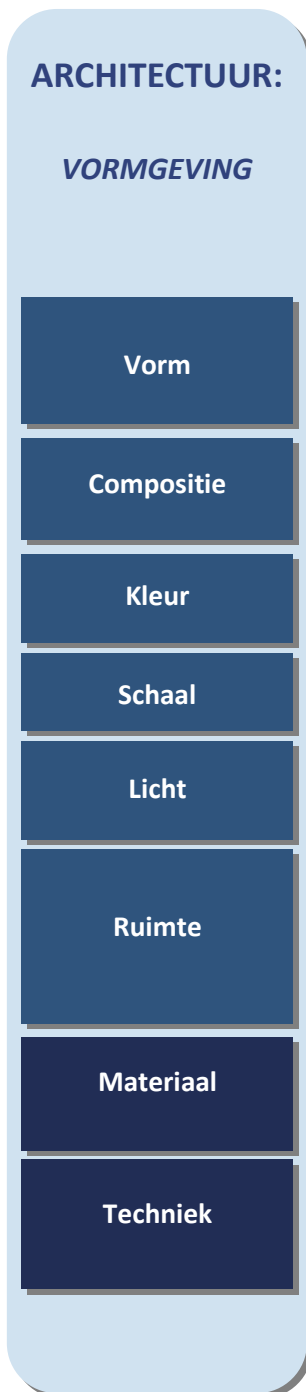 ARCHITECTUUR:
VORMGEVING
Vorm
Compositie
Kleur
Schaal
Licht
Ruimte
Materiaal
Techniek